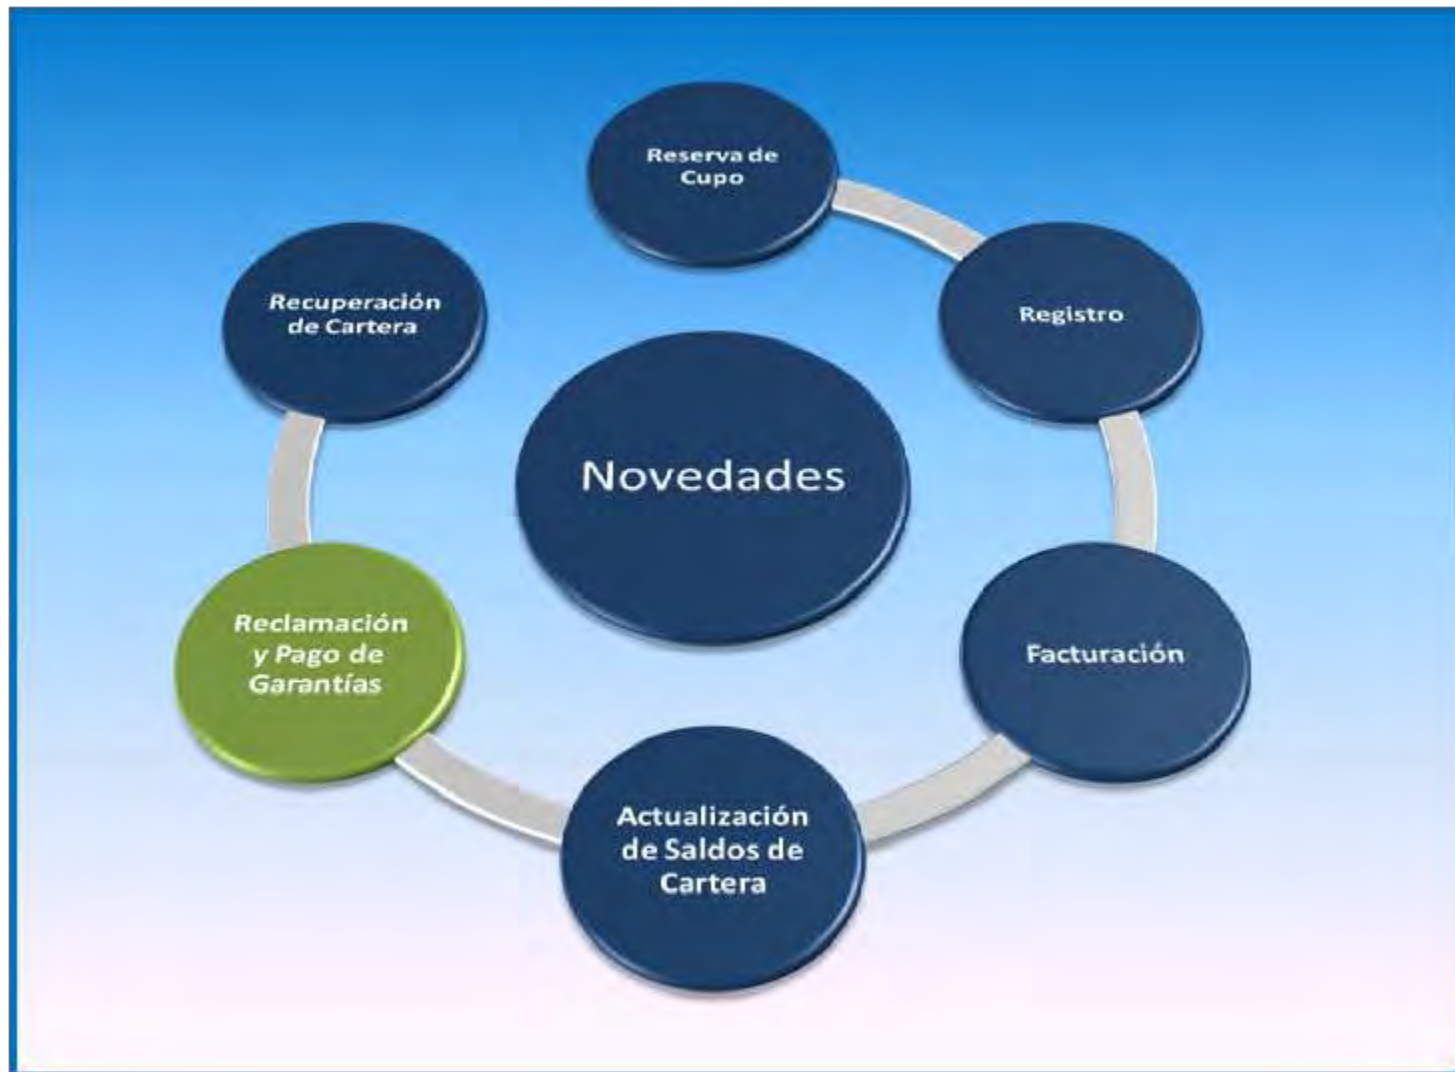 Reserva de
Cupo
Registro
Facturación
Actualización
de Saldos de
Cartera
Reclamación
y Pago de
Garantías
Recuperación
de Cartera
Novedades